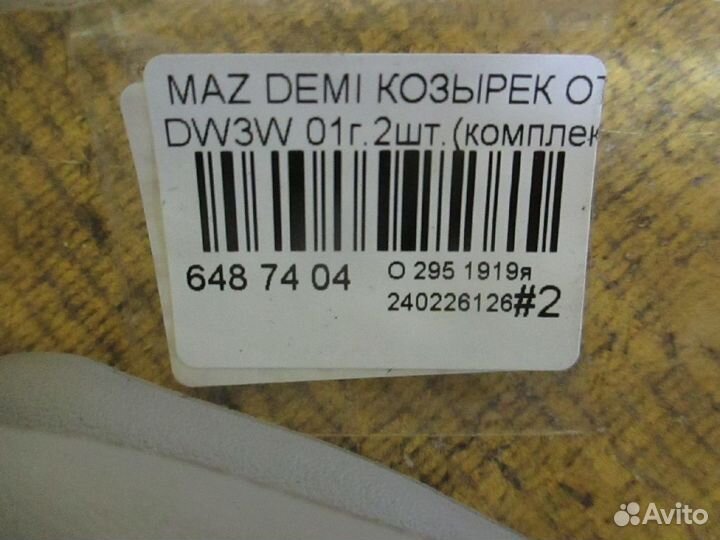 MAZ DEMI КОЗЫРЕК ОТ
DW3W 01г.2шт.(комплек
648 74 04
О 295 1919я
240226126#2
Avito